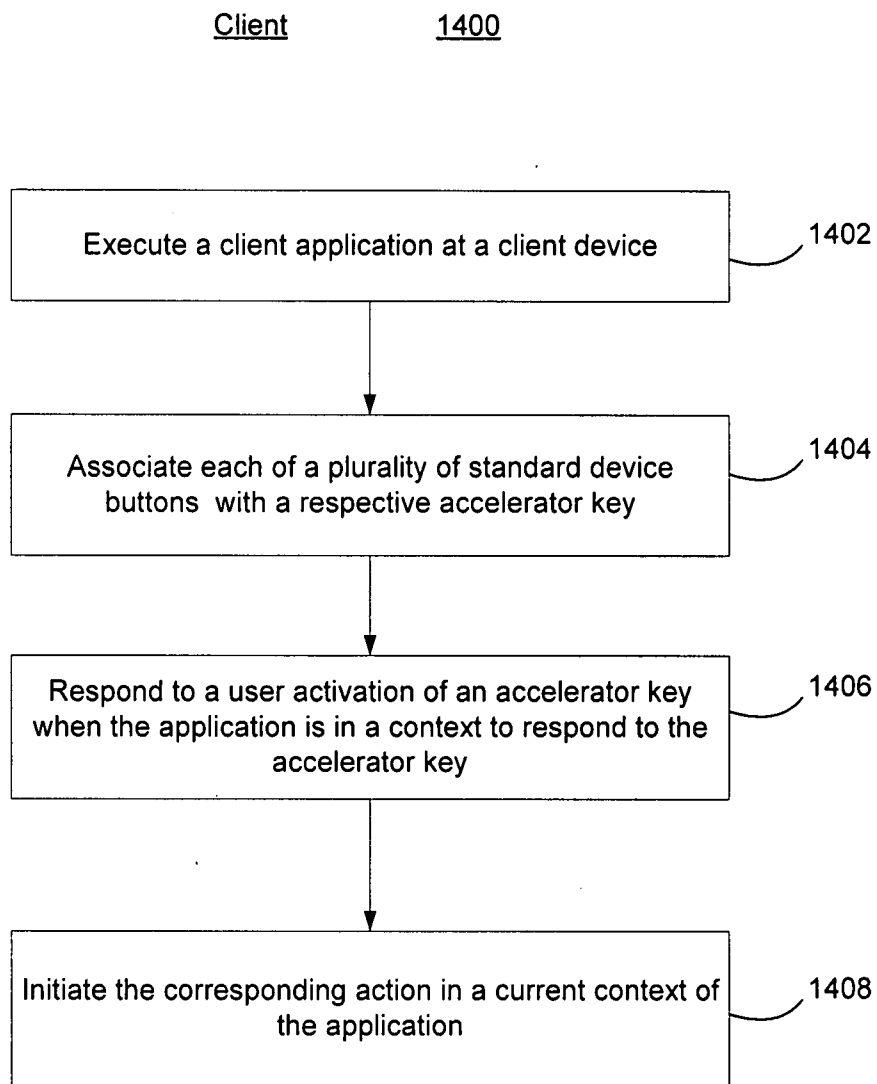 Client 1400
Execute a client application at a client device
1402
Associate each of a plurality of standard device
buttons with a respective accelerator key
1404
Respond to a user activation of an accelerator key
when the application is in a context to respond to the
accelerator key
1406
Initiate the corresponding action in a current context of
the application
1408